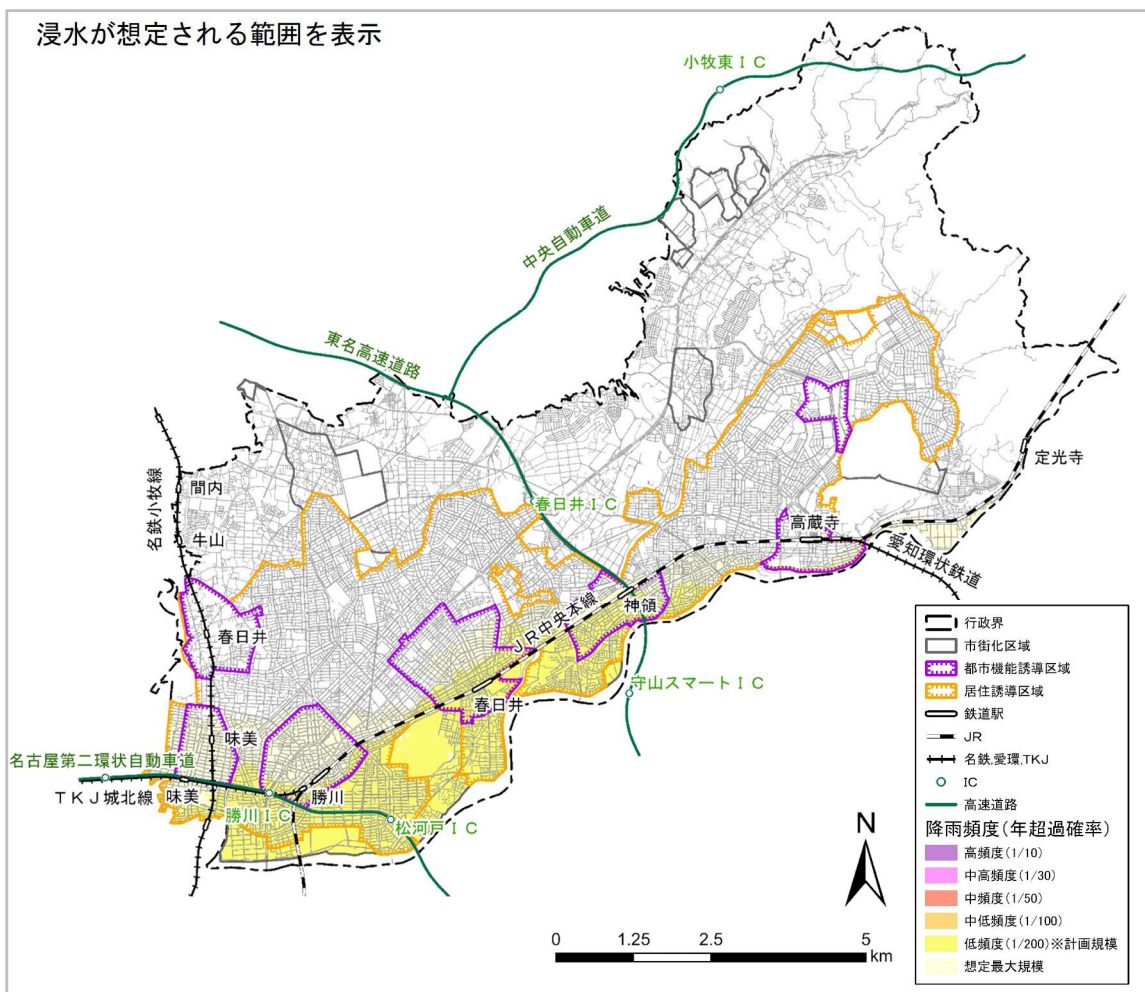 浸水が想定される範囲を表示
小牧東ＩＣ
中央自動車道
東名高速道路
定光寺
間内
春日井ＩＣ
名鉄小牧線
牛山
高蔵寺
愛知環状鉄道
ＪＲ中央本線
神領
春日井
守山スマートＩＣ
春日井
味美
名古屋第二環状自動車道
ＴＫＪ城北線
味美
勝川
勝川ＩＣ
松河戸ＩＣ
行政界
市街化区域
都市機能誘導区域
居住誘導区域
鉄道駅
JR
名鉄,愛環,TKJ
IC
高速道路
降雨頻度(年超過確率)
高頻度(1/10)
中高頻度(1/30)
中頻度(1/50)
中低頻度(1/100)
低頻度(1/200)※計画規模
想定最大規模
N
0 1.25 2.5 5
km